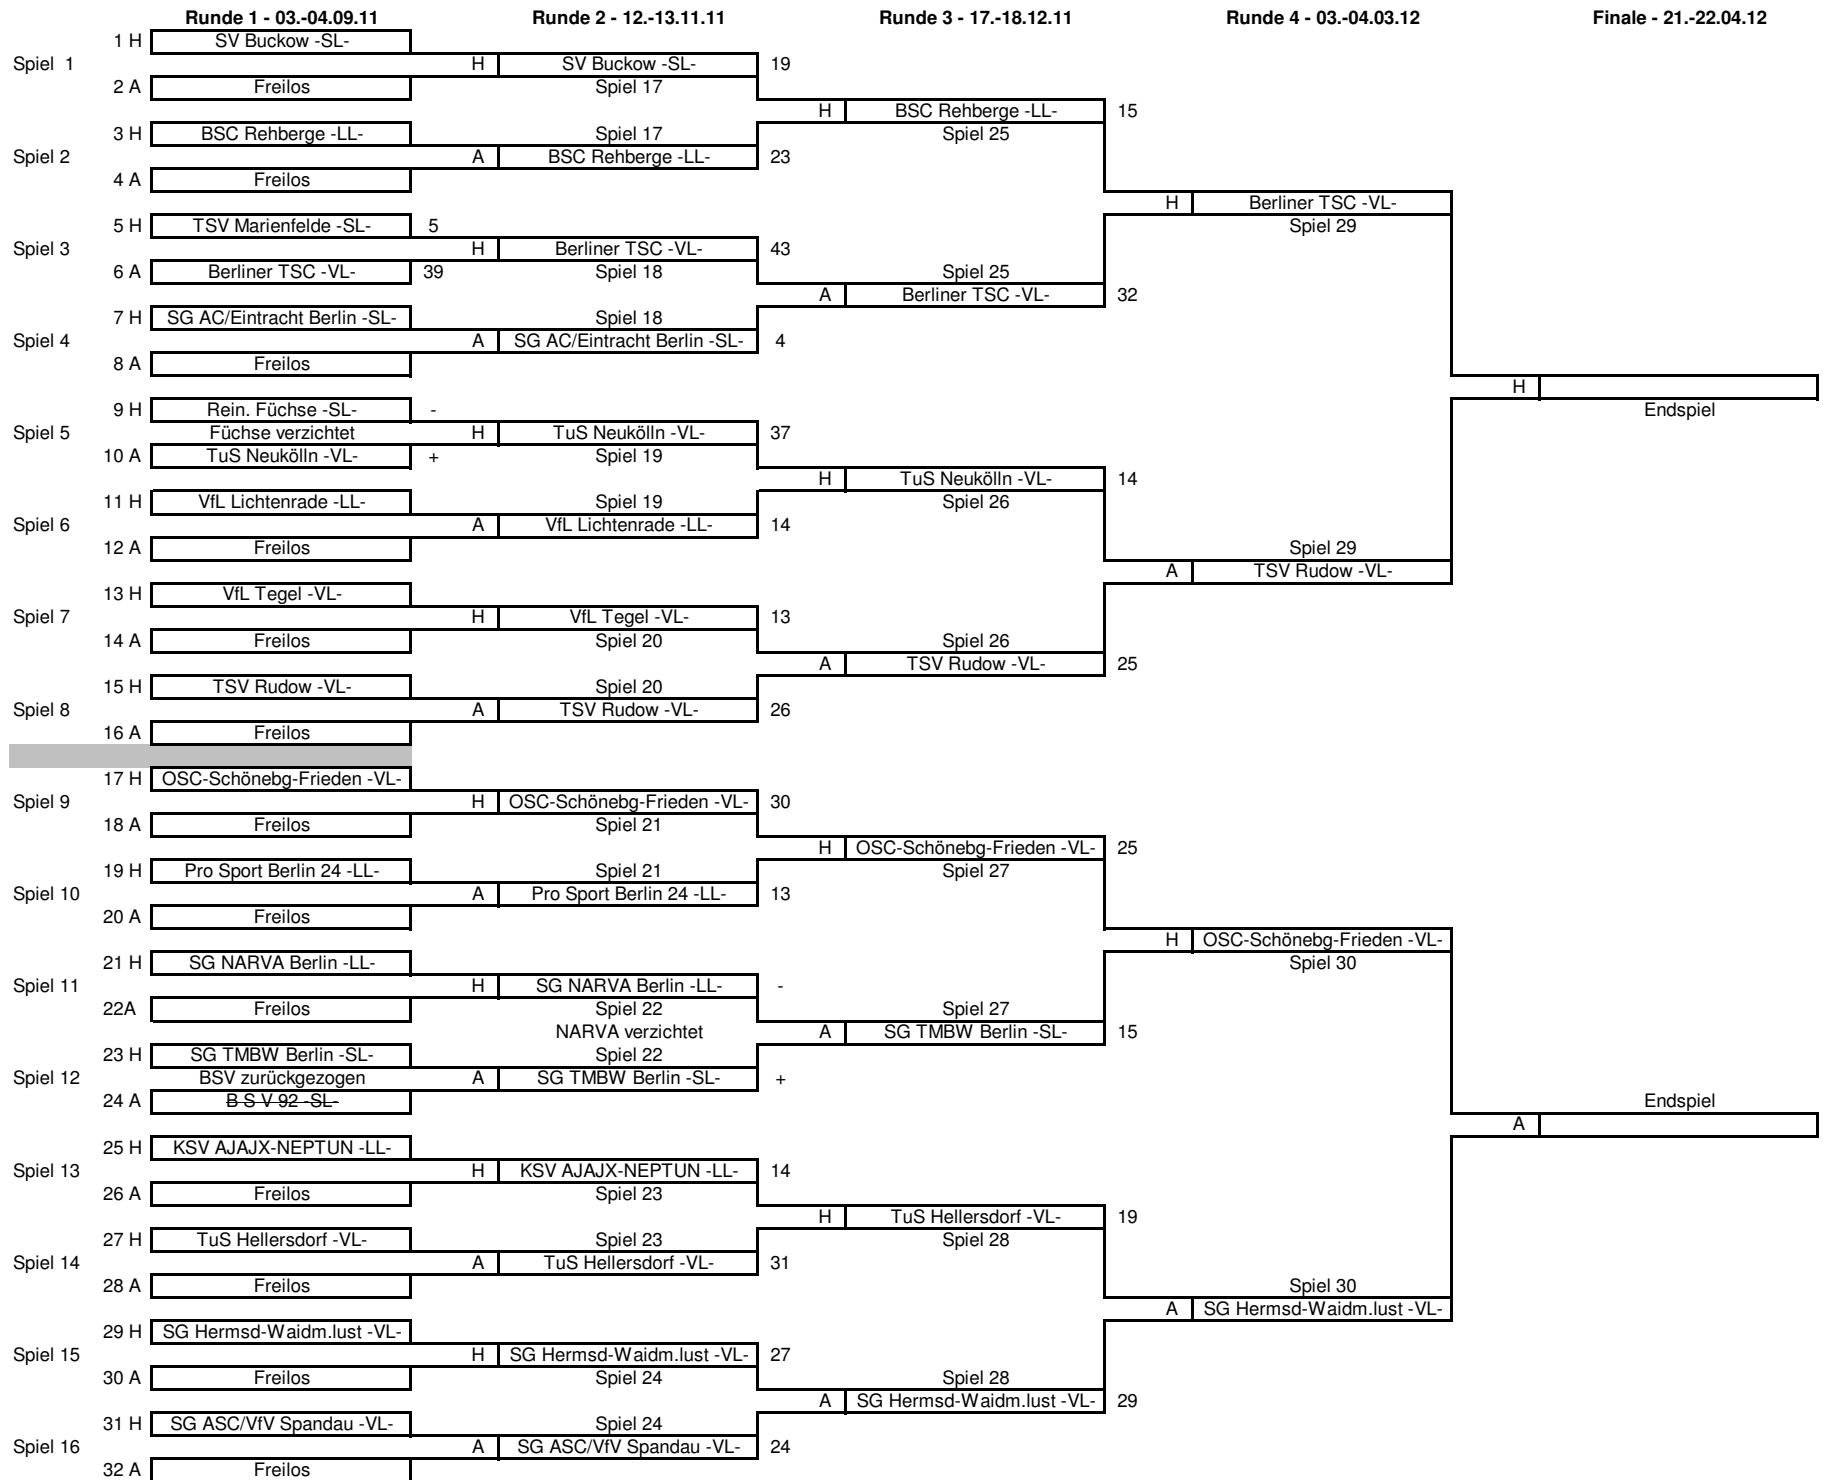 Runde 1 - 03.-04.09.11 Runde 2 - 12.-13.11.11 Runde 3 - 17.-18.12.11 Runde 4 - 03.-04.03.12 Finale - 21.-22.04.12
1 H SV Buckow -SL-
Spiel 1 H SV Buckow -SL- 19
2 A Freilos Spiel 17
H BSC Rehberge -LL- 15
3 H BSC Rehberge -LL- Spiel 17 Spiel 25
Spiel 2 A BSC Rehberge -LL- 23
4 A Freilos
H Berliner TSC -VL-
5 H TSV Marienfelde -SL- 5 Spiel 29
Spiel 3 H Berliner TSC -VL- 43
6 A Berliner TSC -VL- 39 Spiel 18 Spiel 25
A Berliner TSC -VL- 32
7 H SG AC/Eintracht Berlin -SL- Spiel 18
Spiel 4 A SG AC/Eintracht Berlin -SL- 4
8 A Freilos
H
9 H Rein. Füchse -SL- - Endspiel
Spiel 5 Füchse verzichtet H TuS Neukölln -VL- 37
10 A TuS Neukölln -VL- + Spiel 19
H TuS Neukölln -VL- 14
11 H VfL Lichtenrade -LL- Spiel 19 Spiel 26
Spiel 6 A VfL Lichtenrade -LL- 14
12 A Freilos Spiel 29
A TSV Rudow -VL-
13 H VfL Tegel -VL-
Spiel 7 H VfL Tegel -VL- 13
14 A Freilos Spiel 20 Spiel 26
A TSV Rudow -VL- 25
15 H TSV Rudow -VL- Spiel 20
Spiel 8 A TSV Rudow -VL- 26
16 A Freilos
17 H OSC-Schönebg-Frieden -VL-
Spiel 9 H OSC-Schönebg-Frieden -VL- 30
18 A Freilos Spiel 21
H OSC-Schönebg-Frieden -VL- 25
19 H Pro Sport Berlin 24 -LL- Spiel 21 Spiel 27
Spiel 10 A Pro Sport Berlin 24 -LL- 13
20 A Freilos
H OSC-Schönebg-Frieden -VL-
21 H SG NARVA Berlin -LL- Spiel 30
Spiel 11 H SG NARVA Berlin -LL- -
22A Freilos Spiel 22 Spiel 27
NARVA verzichtet A SG TMBW Berlin -SL- 15
23 H SG TMBW Berlin -SL- Spiel 22
Spiel 12 BSV zurückgezogen A SG TMBW Berlin -SL- +
24 A B S V 92 -SL- Endspiel
A
25 H KSV AJAJX-NEPTUN -LL-
Spiel 13 H KSV AJAJX-NEPTUN -LL- 14
26 A Freilos Spiel 23
H TuS Hellersdorf -VL- 19
27 H TuS Hellersdorf -VL- Spiel 23 Spiel 28
Spiel 14 A TuS Hellersdorf -VL- 31
28 A Freilos Spiel 30
A SG Hermsd-Waidm.lust -VL-
29 H SG Hermsd-Waidm.lust -VL-
Spiel 15 H SG Hermsd-Waidm.lust -VL- 27
30 A Freilos Spiel 24 Spiel 28
A SG Hermsd-Waidm.lust -VL- 29
31 H SG ASC/VfV Spandau -VL- Spiel 24
Spiel 16 A SG ASC/VfV Spandau -VL- 24
32 A Freilos